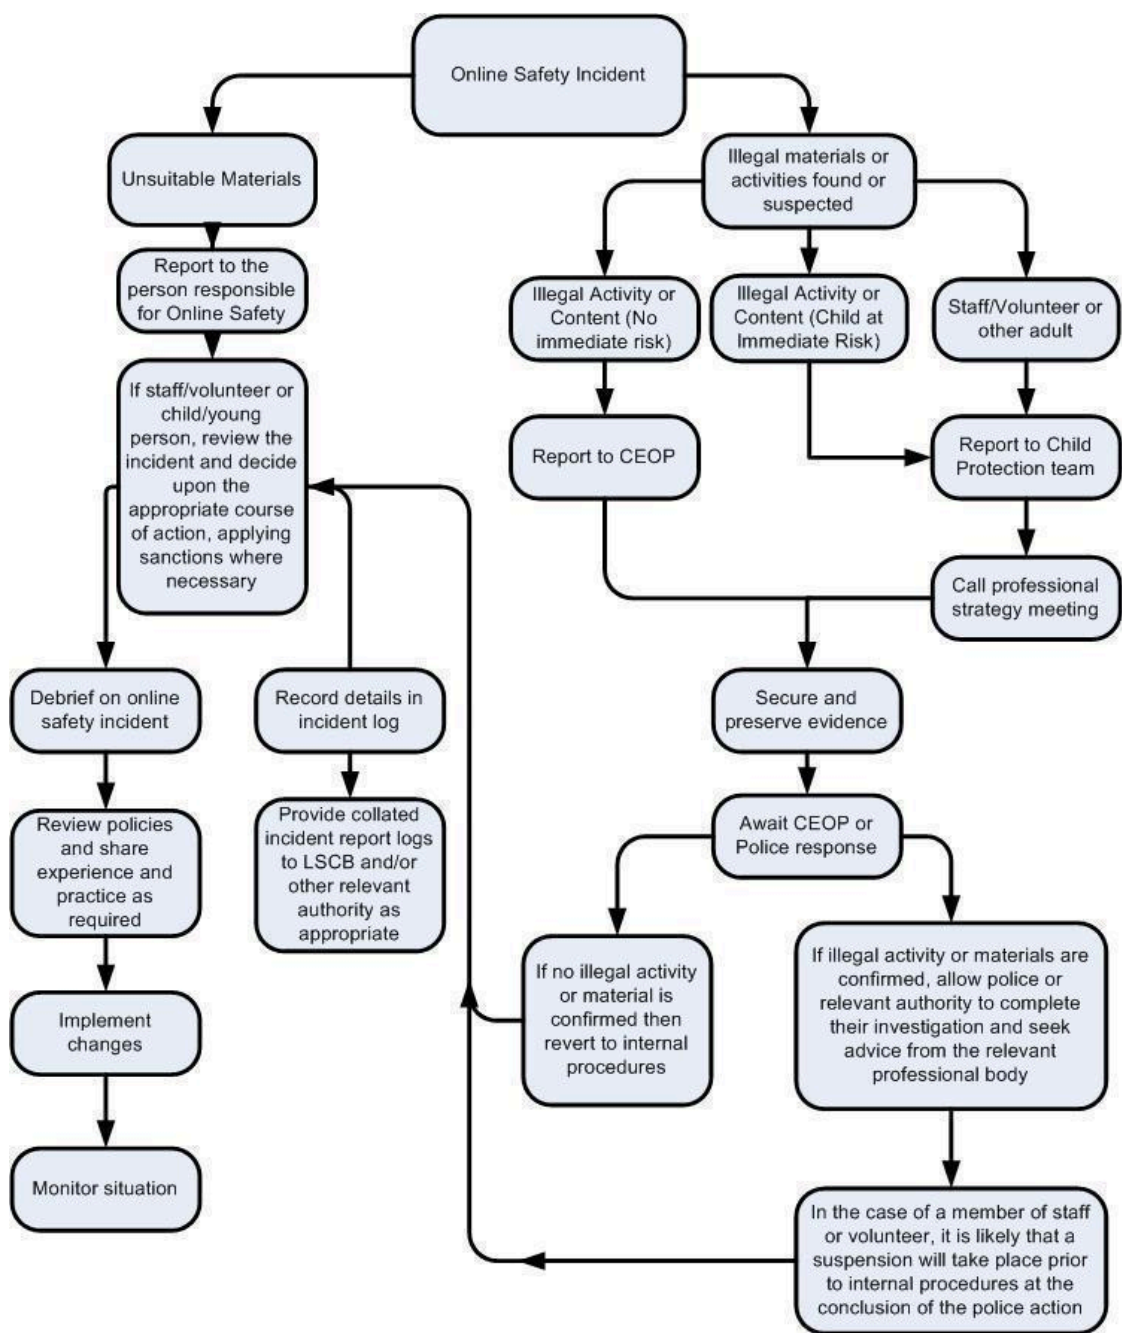 Online Safety Incident
Unsuitable Materials
Report to the
person responsible
for Online Safety
If staff/volunteer or
child/young
person, review the
incident and decide
upon the
appropriate course
of action, applying
sanctions where
necessary
Debrief on online
safety incident
Record details in
incident log
Review policies
and share
experience and
practice as
required
Provide collated
incident report logs
to LSCB and/or
other relevant
authority as
appropriate
Implement
changes
Monitor situation
Illegal materials or
activities found or
suspected
Illegal Activity or
Content (No
immediate risk)
Illegal Activity or
Content (Child at
Immediate Risk)
Staff/Volunteer or
other adult
Report to CEOP
Report to Child
Protection team
Call professional
strategy meeting
Secure and
preserve evidence
Await CEOP or
Police response
If no illegal activity
or material is
confirmed then
revert to internal
procedures
If illegal activity or materials are
confirmed, allow police or
relevant authority to complete
their investigation and seek
advice from the relevant
professional body
In the case of a member of staff
or volunteer, it is likely that a
suspension will take place prior
to internal procedures at the
conclusion of the police action